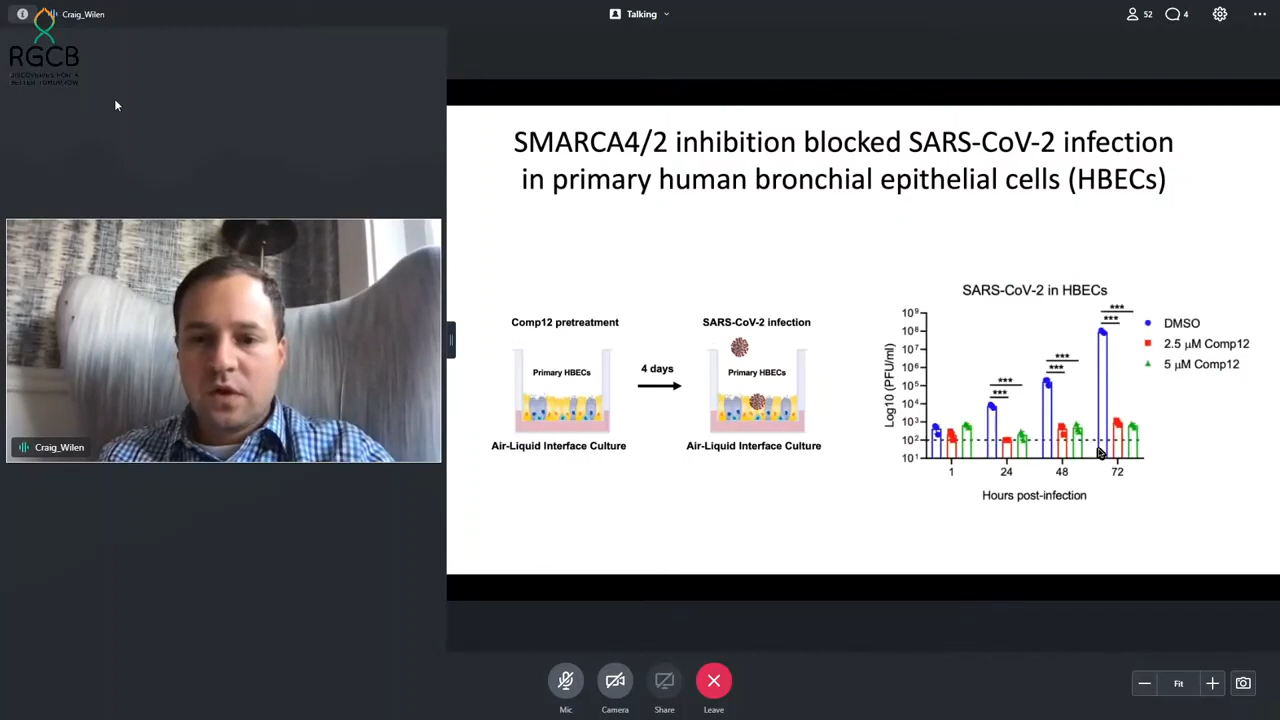 Craig_Wilen
Talking
52
4
RGCB
DISCOVERIES FOR A
BETTER TOMORROW
SMARCA4/2 inhibition blocked SARS-CoV-2 infection
in primary human bronchial epithelial cells (HBECs)
Craig_Wilen
Comp12 pretreatment
Primary HBECs
Air-Liquid Interface Culture
4 days
SARS-CoV-2 infection
Primary HBECs
Air-Liquid Interface Culture
SARS-CoV-2 in HBECs
Log10 (PFU/ml)
10⁹
10⁸
10⁷
10⁶
10⁵
10⁴
10³
10²
10¹
***
***
***
***
***
***
1 24 48 72
Hours post-infection
DMSO
2.5 μM Comp12
5 μM Comp12
Mic
Camera
Share
Leave
Fit